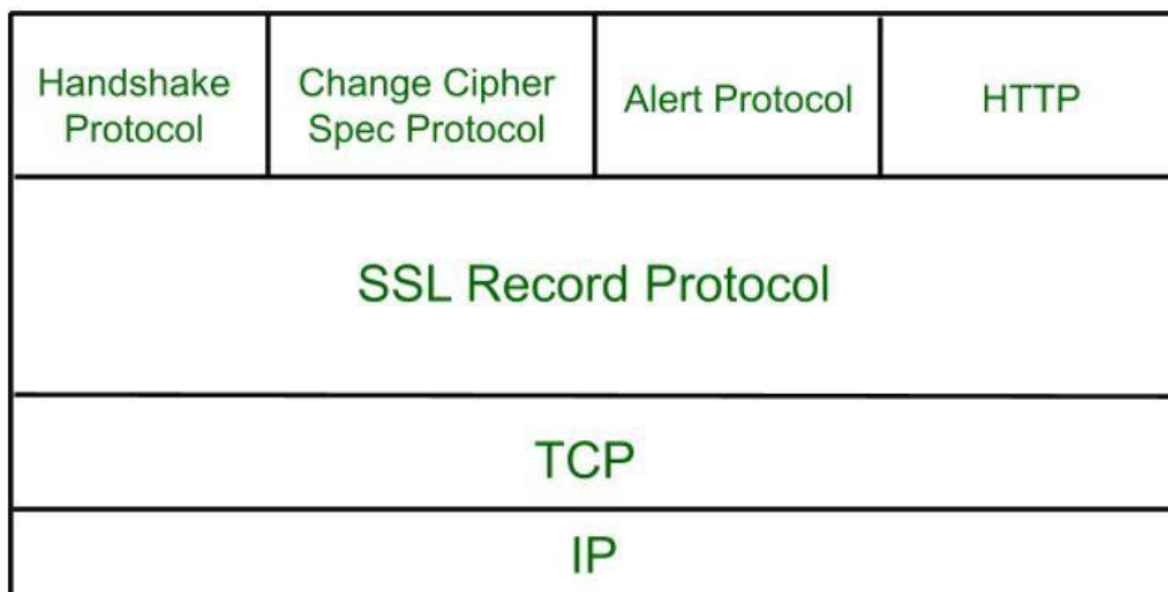 Handshake
Protocol
Change Cipher
Spec Protocol
Alert Protocol
HTTP
SSL Record Protocol
TCP
IP